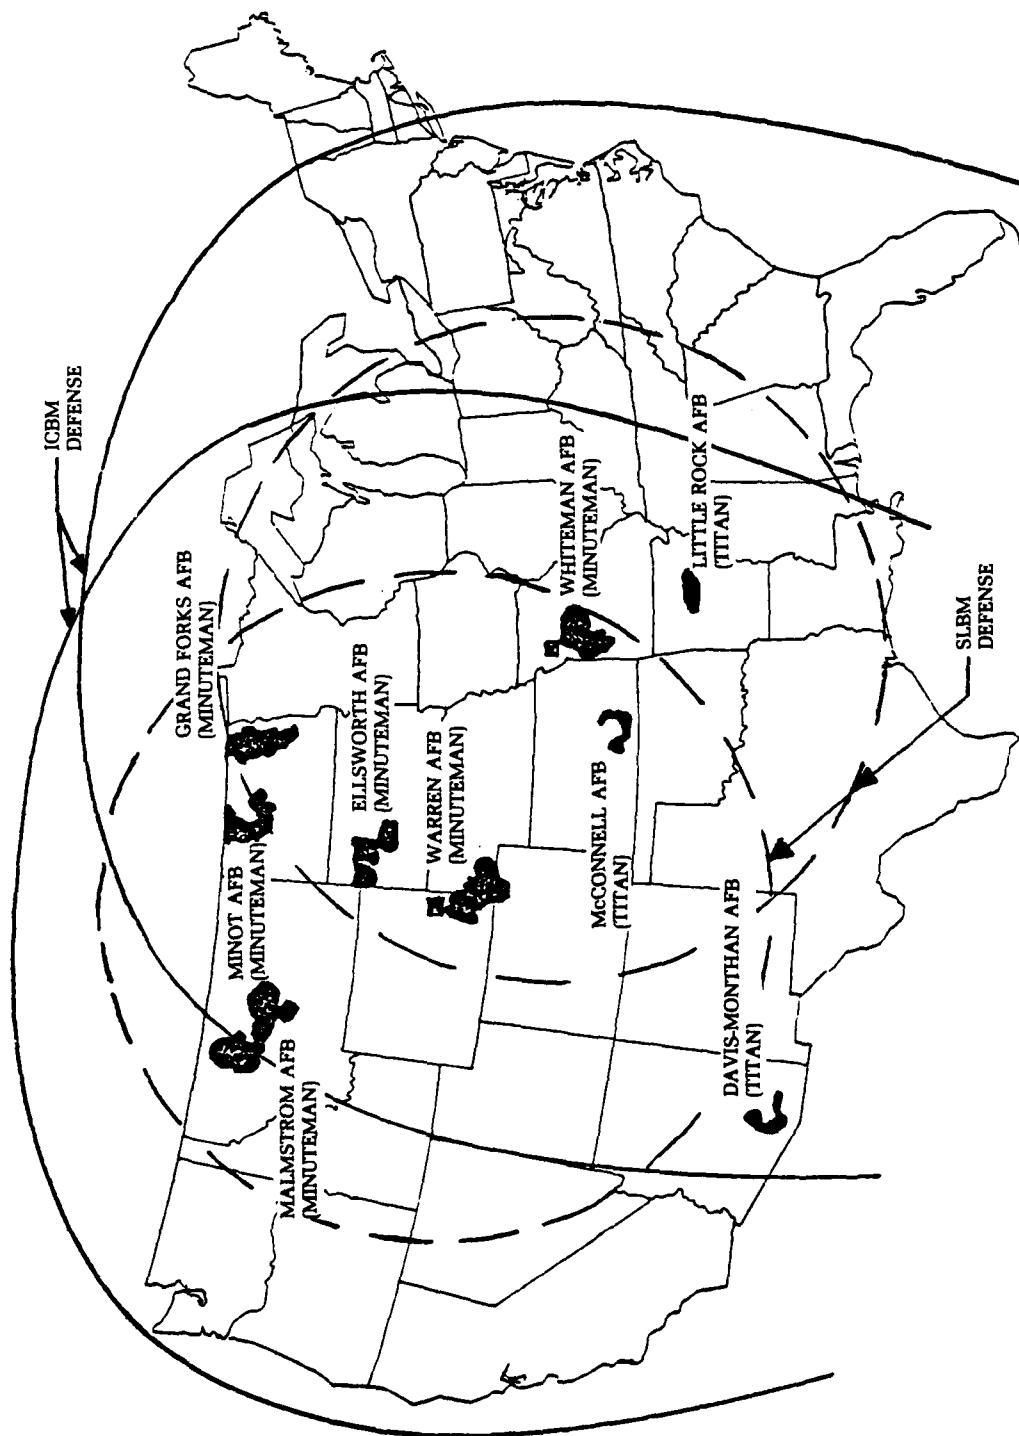 ICBM
DEFENSE
MALMSTROM AFB
(MINUTEMAN)
MINOT AFB
(MINUTEMAN)
GRAND FORKS AFB
(MINUTEMAN)
ELLSWORTH AFB
(MINUTEMAN)
WARREN AFB
(MINUTEMAN)
WHITEMAN AFB
(MINUTEMAN)
McCONNELL AFB
(TITAN)
LITTLE ROCK AFB
(TITAN)
DAVIS-MONTHAN AFB
(TITAN)
SLBM
DEFENSE